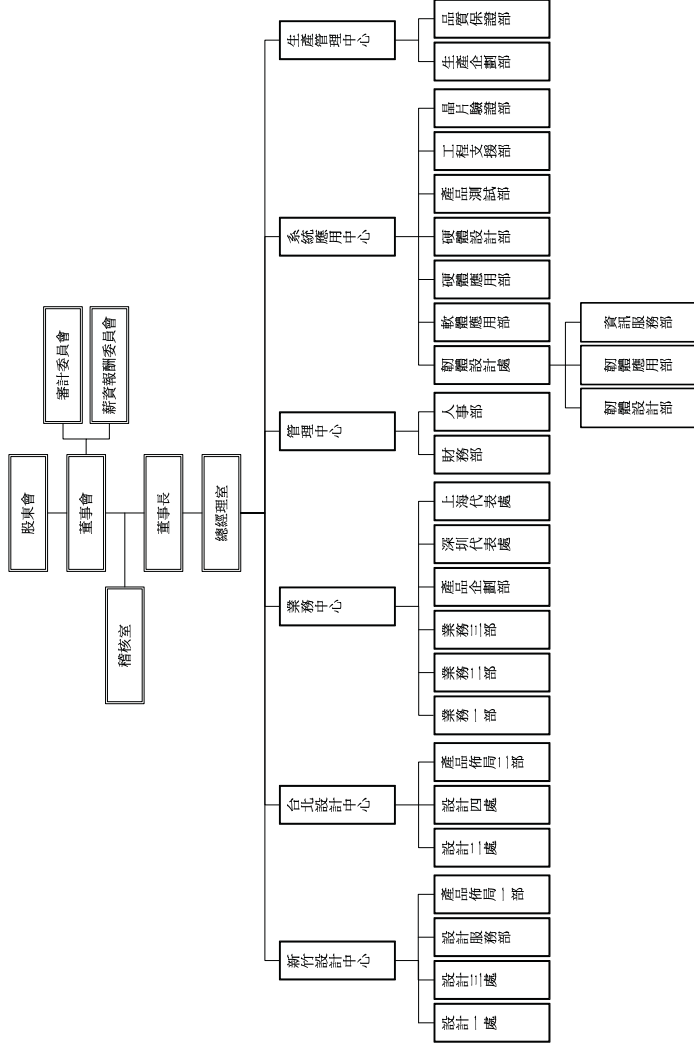 股東會
董事會
審計委員會
薪資報酬委員會
稽核室
董事長
總經理室
新竹設計中心
台北設計中心
業務中心
管理中心
系統應用中心
生產管理中心
設計一處
設計三處
設計服務部
產品佈局一部
設計二處
設計四處
產品佈局二部
業務一部
業務二部
業務三部
產品企劃部
深圳代表處
上海代表處
財務部
人事部
韌體設計處
軟體應用部
硬體應用部
硬體設計部
產品測試部
工程支援部
晶片驗證部
生產企劃部
品質保證部
韌體設計部
韌體應用部
資訊服務部